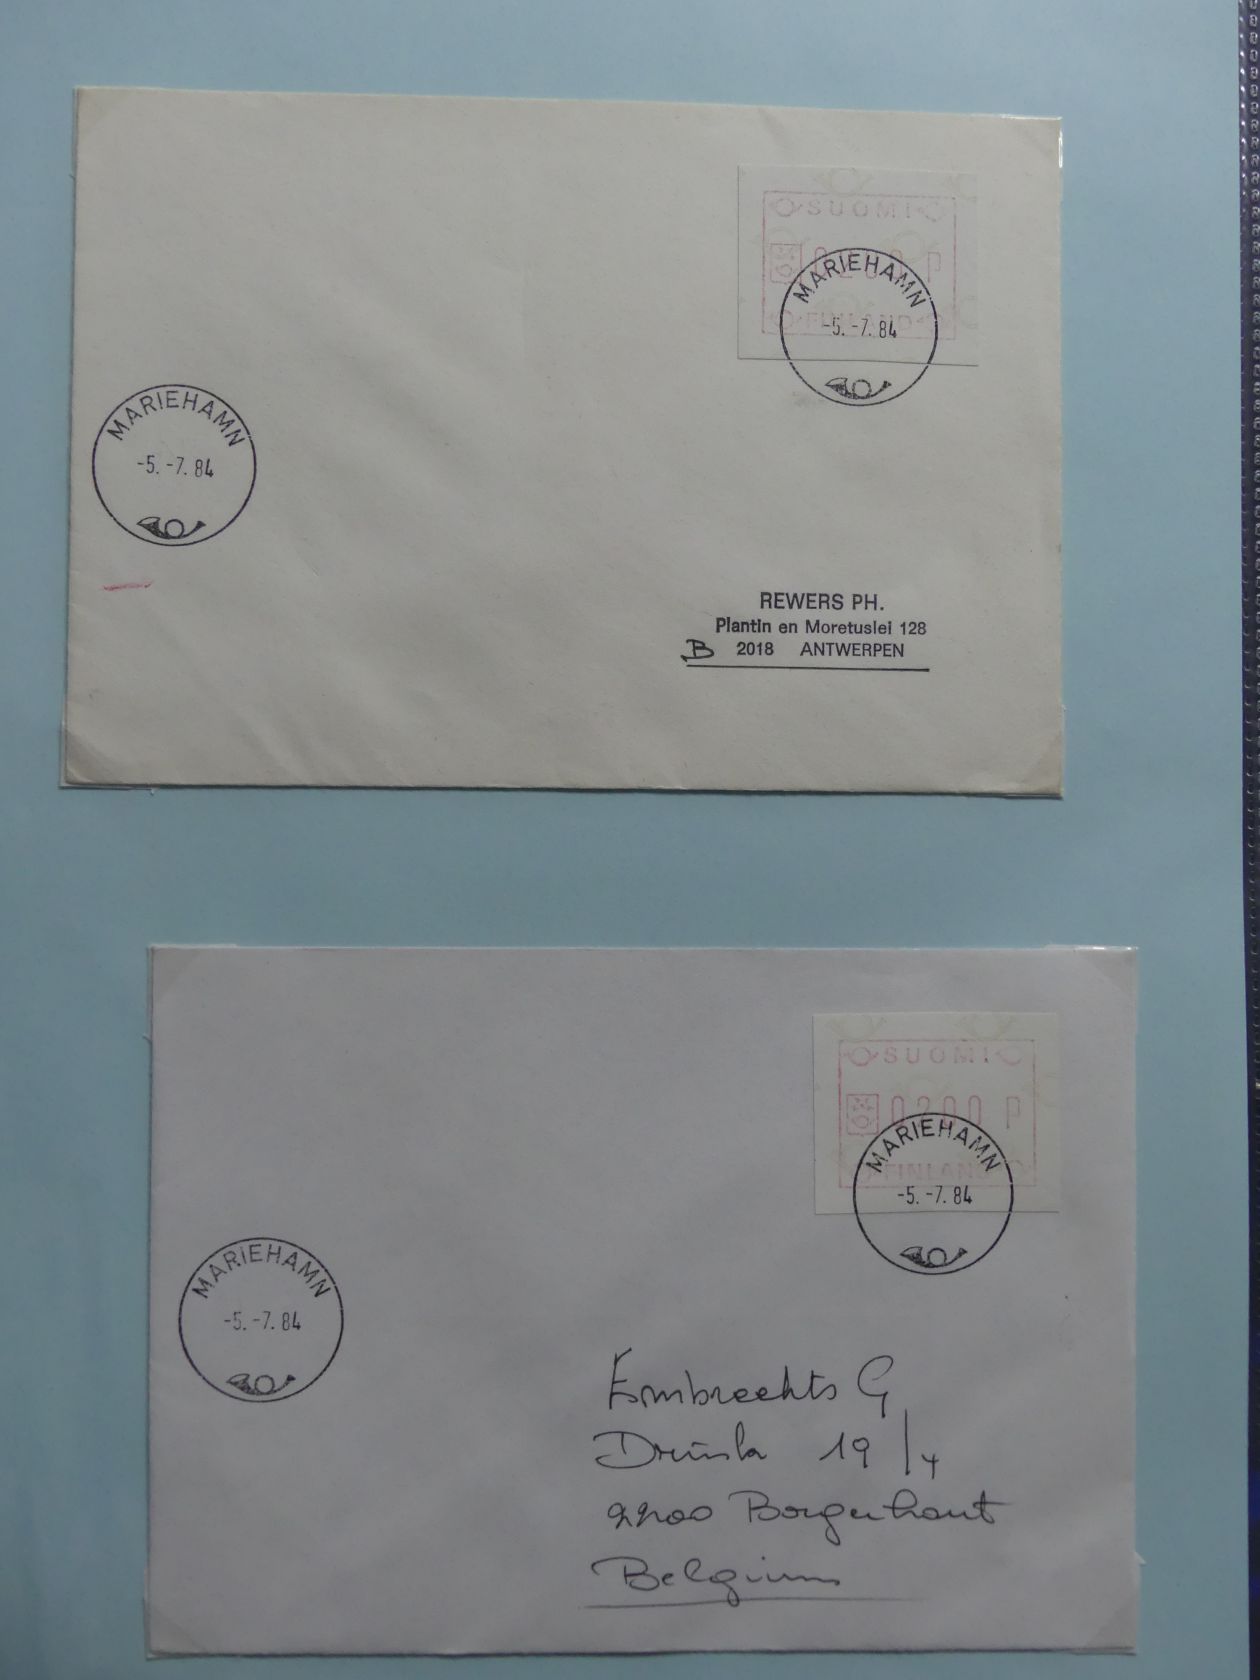 SUOMI
P
FINLAND
MARIEHAMN
-5.-7.84
MARIEHAMN
-5.-7.84
REWERS PH.
Plantin en Moretuslei 128
B 2018 ANTWERPEN
SUOMI
0200 P
FINLAND
MARIEHAMN
-5.-7.84
MARIEHAMN
-5.-7.84
Embrechts G
19/4
2200 Borgerhout
Belgium